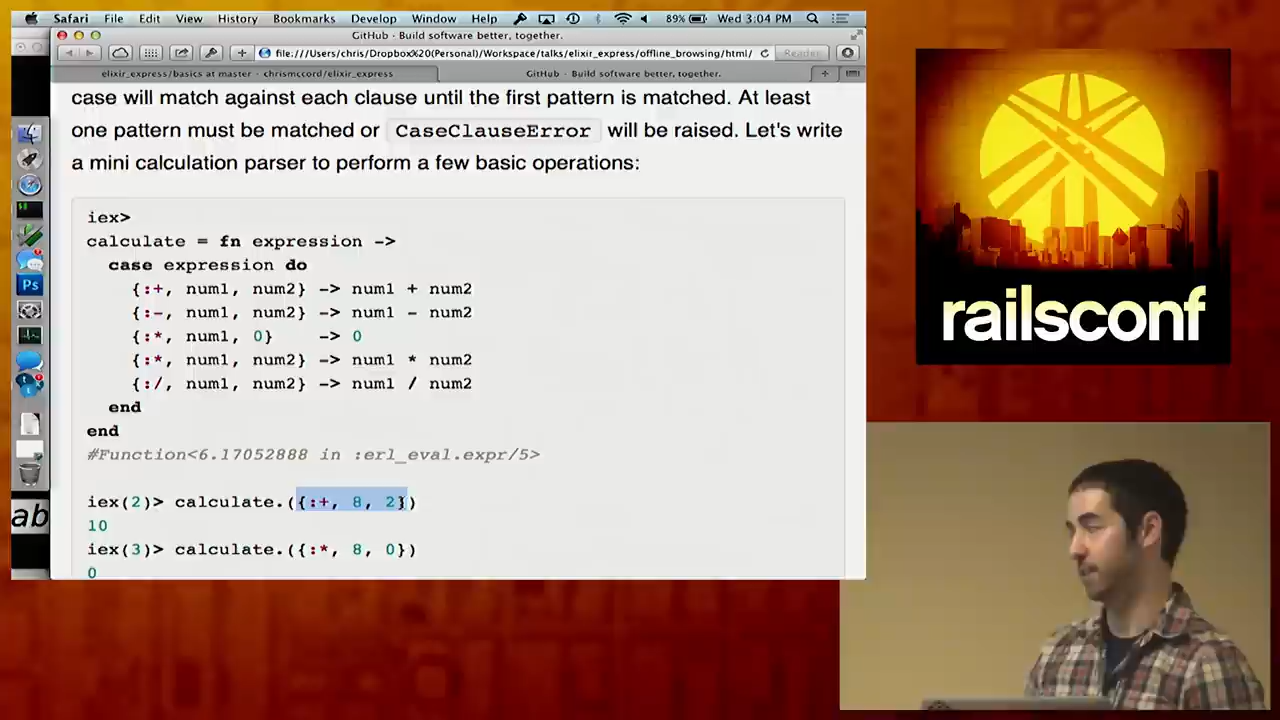 Safari File Edit View History Bookmarks Develop Window Help 89% Wed 3:04 PM
GitHub · Build software better, together.
file:///Users/chris/Dropbox%20(Personal)/Workspace/talks/elixir_express/offline_browsing/html/ Reader
elixir_express/basics at master · chrismccord/elixir_express GitHub · Build software better, together.
case will match against each clause until the first pattern is matched. At least
one pattern must be matched or CaseClauseError will be raised. Let's write
a mini calculation parser to perform a few basic operations:
iex>
calculate = fn expression ->
case expression do
{:+, num1, num2} -> num1 + num2
{:-, num1, num2} -> num1 - num2
{:*, num1, 0} -> 0
{:*, num1, num2} -> num1 * num2
{:/, num1, num2} -> num1 / num2
end
end
#Function<6.17052888 in :erl_eval.expr/5>
iex(2)> calculate.({:+, 8, 2})
10
iex(3)> calculate.({:*, 8, 0})
0
Ps
ab
railsconf